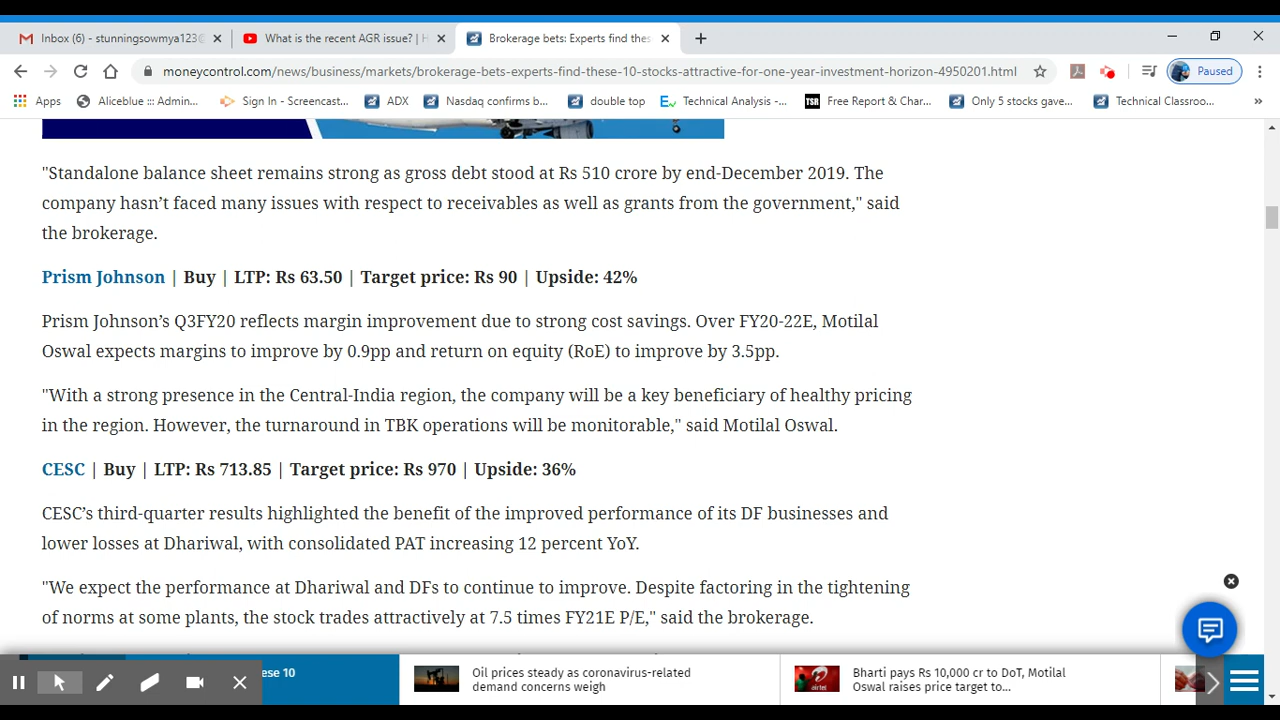 Inbox (6) - stunningsowmya123@
What is the recent AGR issue? | H
Brokerage bets: Experts find thes
moneycontrol.com/news/business/markets/brokerage-bets-experts-find-these-10-stocks-attractive-for-one-year-investment-horizon-4950201.html
Paused
Apps
Aliceblue ::: Admin...
Sign In - Screencast...
ADX
Nasdaq confirms b...
double top
Technical Analysis -...
TSR
Free Report & Char...
Only 5 stocks gave...
Technical Classroo...
»
"Standalone balance sheet remains strong as gross debt stood at Rs 510 crore by end-December 2019. The
company hasn’t faced many issues with respect to receivables as well as grants from the government," said
the brokerage.
Prism Johnson | Buy | LTP: Rs 63.50 | Target price: Rs 90 | Upside: 42%
Prism Johnson’s Q3FY20 reflects margin improvement due to strong cost savings. Over FY20-22E, Motilal
Oswal expects margins to improve by 0.9pp and return on equity (RoE) to improve by 3.5pp.
"With a strong presence in the Central-India region, the company will be a key beneficiary of healthy pricing
in the region. However, the turnaround in TBK operations will be monitorable," said Motilal Oswal.
CESC | Buy | LTP: Rs 713.85 | Target price: Rs 970 | Upside: 36%
CESC’s third-quarter results highlighted the benefit of the improved performance of its DF businesses and
lower losses at Dhariwal, with consolidated PAT increasing 12 percent YoY.
"We expect the performance at Dhariwal and DFs to continue to improve. Despite factoring in the tightening
of norms at some plants, the stock trades attractively at 7.5 times FY21E P/E," said the brokerage.
ese 10
Oil prices steady as coronavirus-related
demand concerns weigh
airtel
Bharti pays Rs 10,000 cr to DoT, Motilal
Oswal raises price target to...